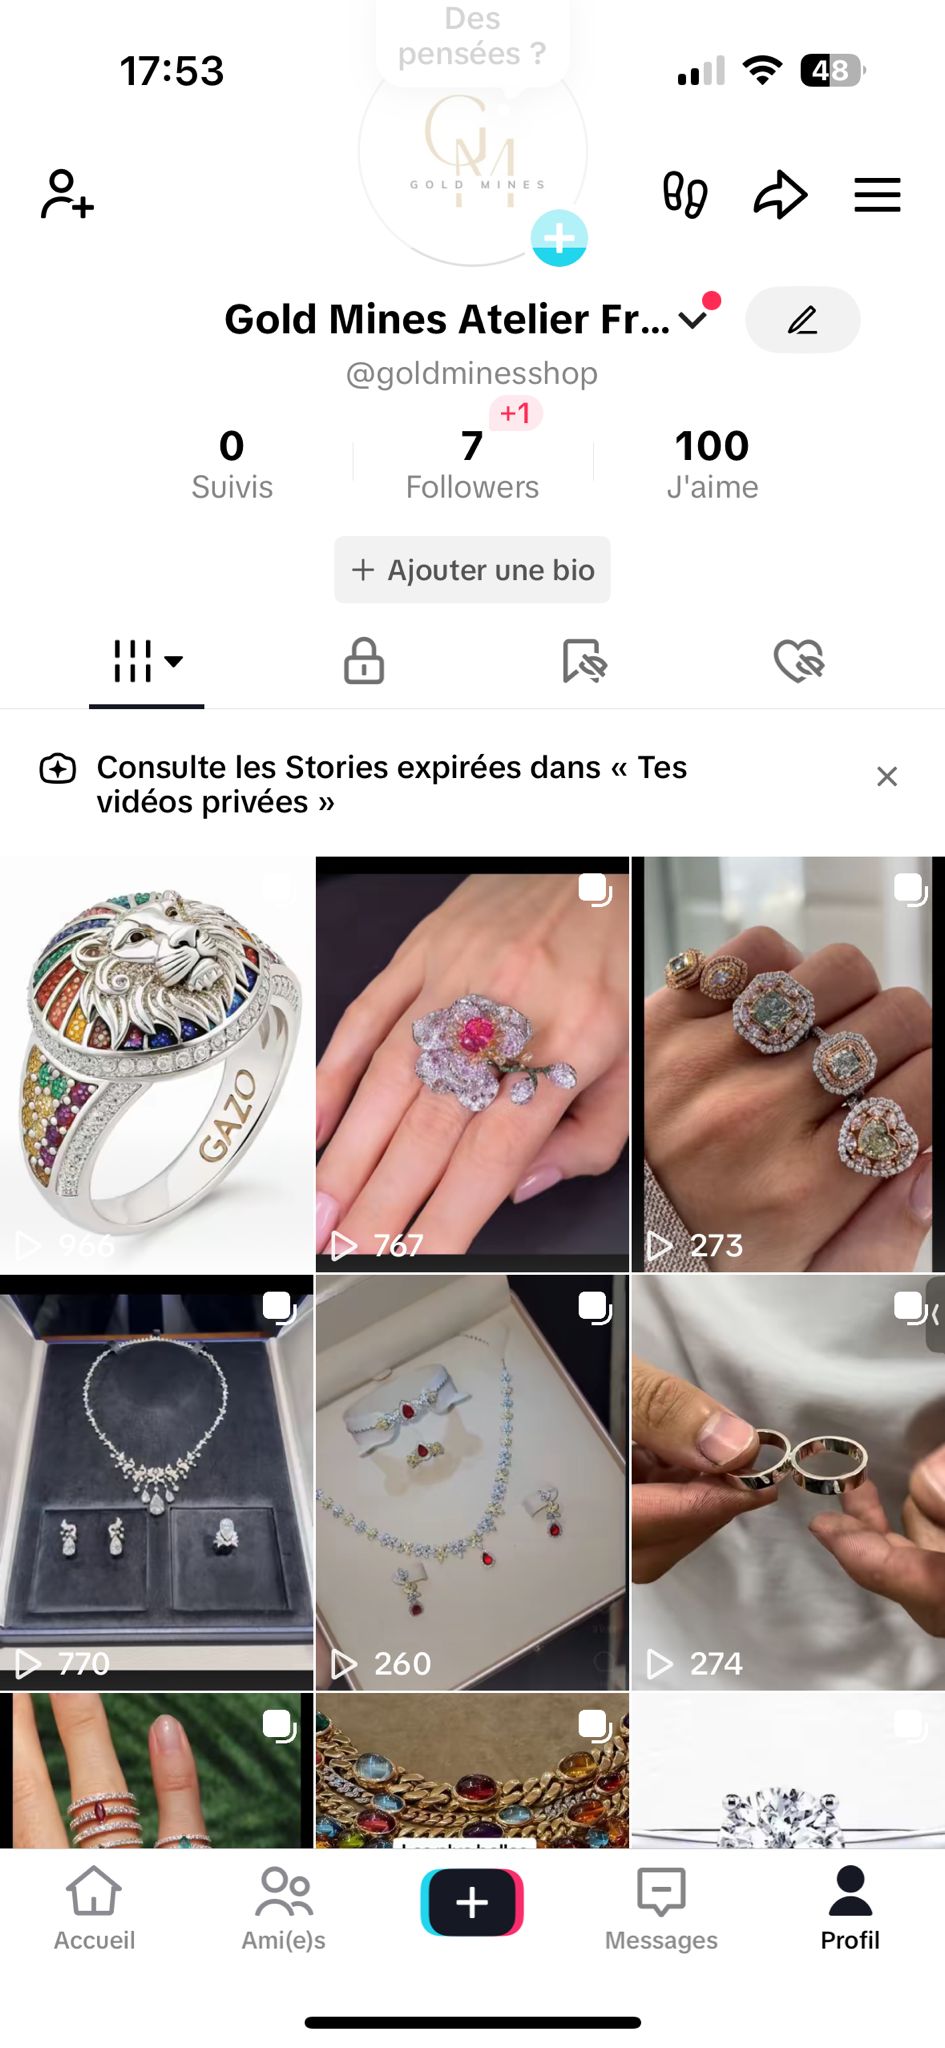 Des
pensées ?
17:53
48
GM
GOLD MINES
Gold Mines Atelier Fr...
@goldminesshop
+1
0
7
100
Suivis
Followers
J'aime
+ Ajouter une bio
Consulte les Stories expirées dans « Tes
vidéos privées »
GAZO
966
767
273
770
260
274
Accueil
Ami(e)s
Messages
Profil